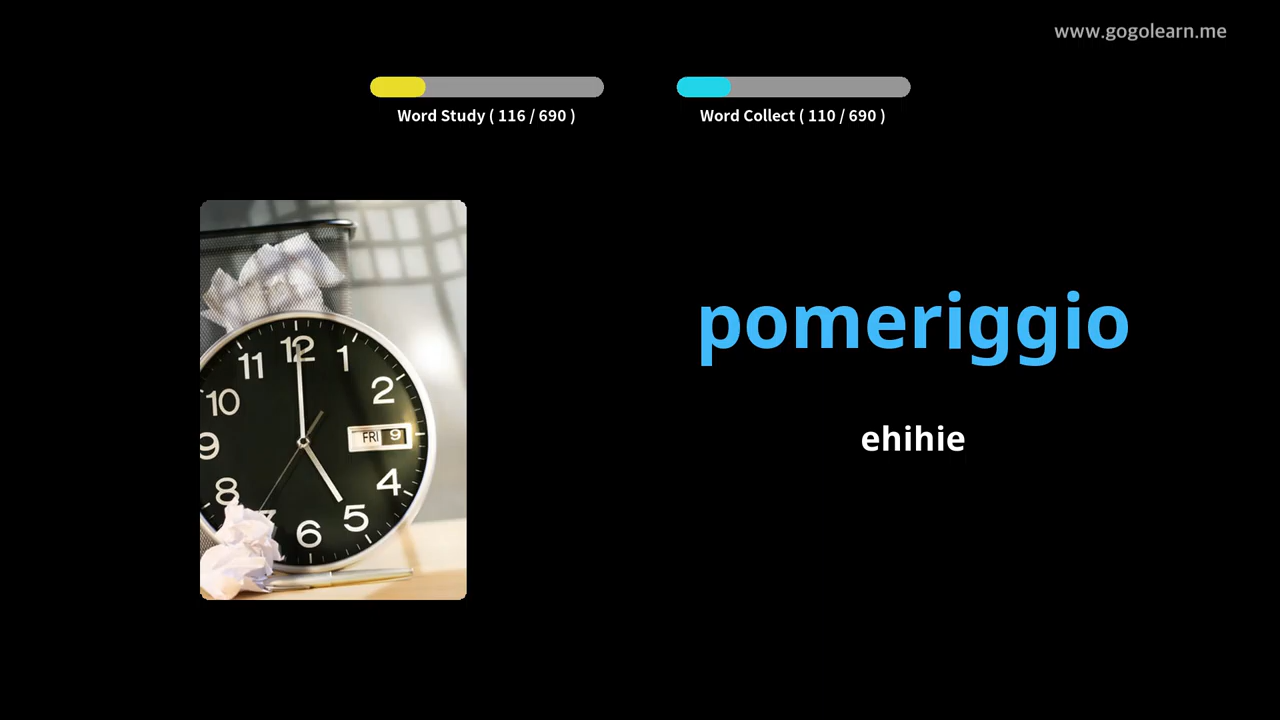 www.gogolearn.me
Word Study ( 116 / 690 )
Word Collect ( 110 / 690 )
pomeriggio
ehihie
12
1
2
FRI 9
4
5
6
8
9
10
11